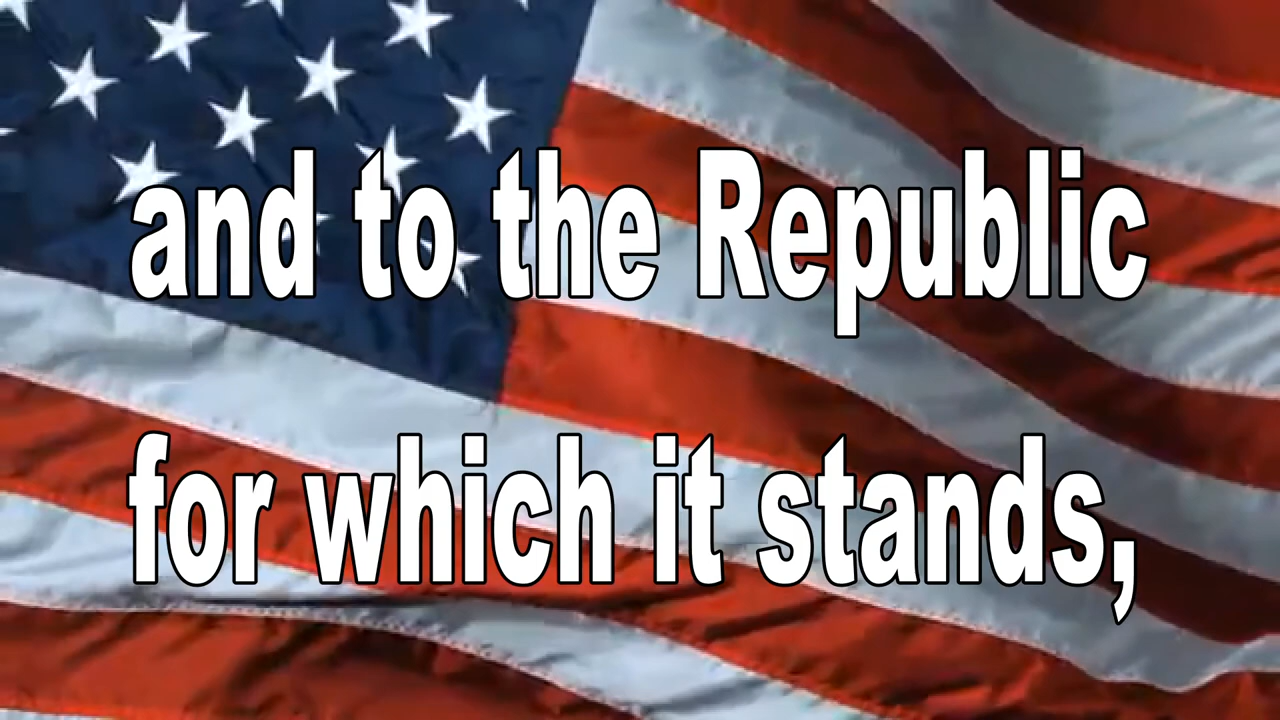 and to the Republic
for which it stands,